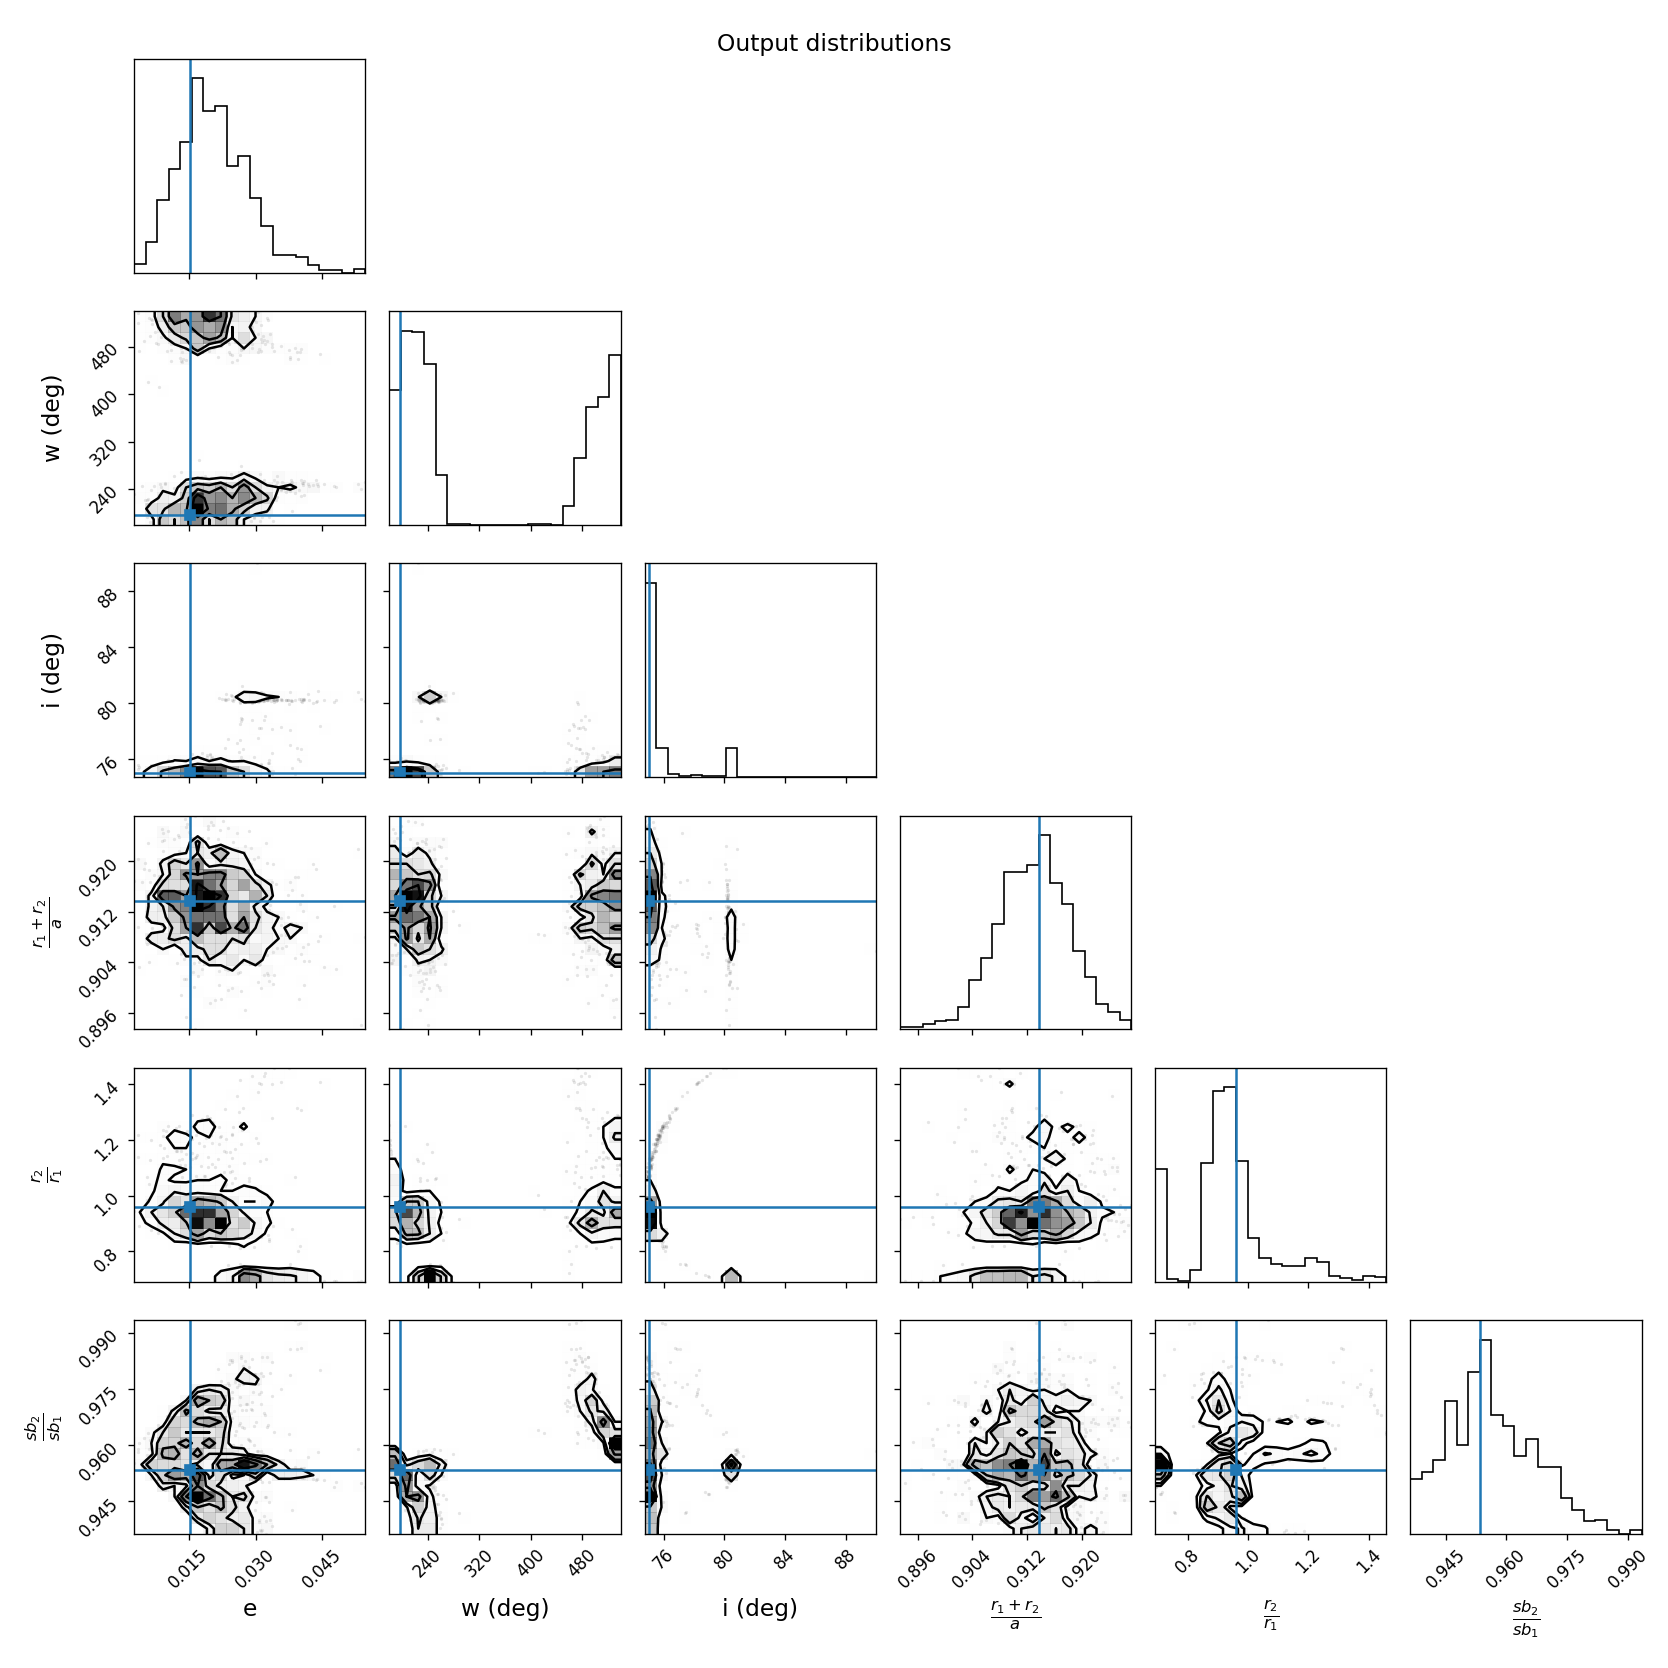 Output distributions
480
400
320
240
w (deg)
88
84
80
76
i (deg)
0.920
0.912
0.904
0.896
r1 + r2
a
1.4
1.2
1.0
0.8
r2
r1
0.990
0.975
0.960
0.945
sb2
sb1
0.015 0.030 0.045 240 320 400 480 76 80 84 88 0.896 0.904 0.912 0.920 0.8 1.0 1.2 1.4 0.945 0.960 0.975 0.990
e w (deg) i (deg)
r1 + r2
a
r2
r1
sb2
sb1